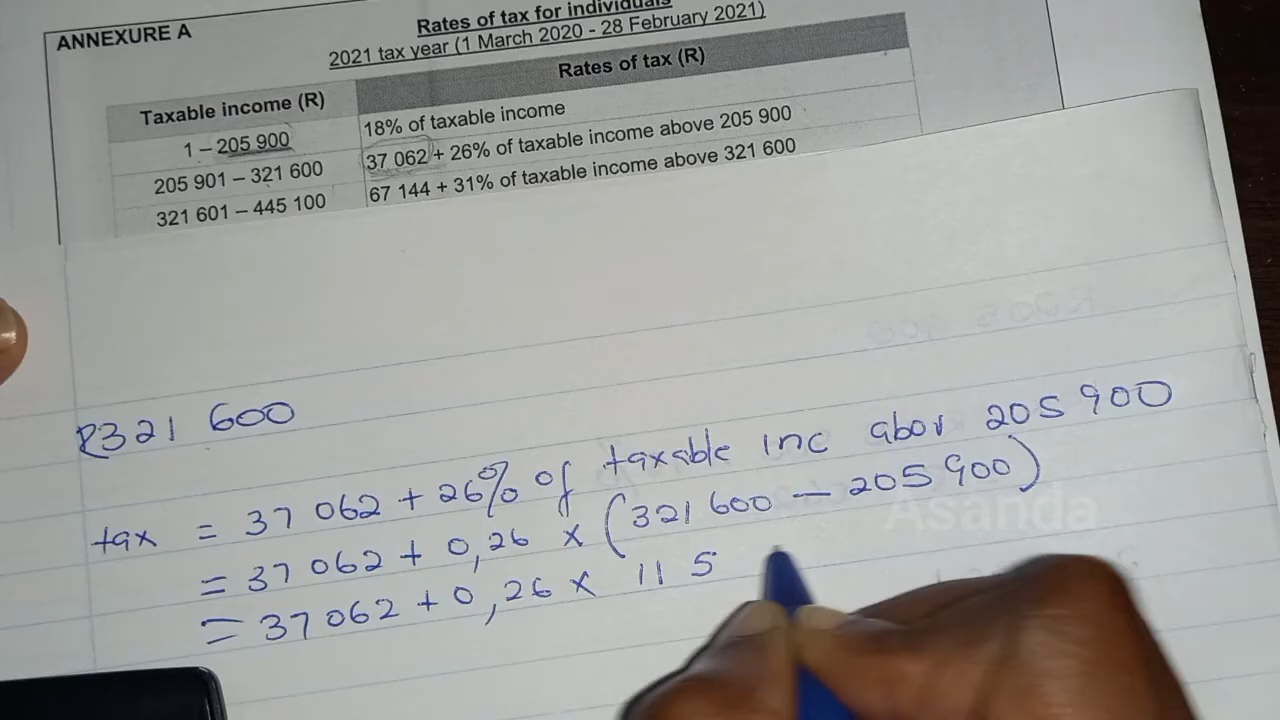 ANNEXURE A
Rates of tax for individuals
2021 tax year (1 March 2020 - 28 February 2021)
Taxable income (R) Rates of tax (R)
1 – 205 900 18% of taxable income
205 901 – 321 600 37 062 + 26% of taxable income above 205 900
321 601 – 445 100 67 144 + 31% of taxable income above 321 600
R321 600
tax = 37 062 + 26% of taxable inc abov 205 900
= 37 062 + 0,26 × (321 600 – 205 900)
= 37 062 + 0,26 × 11 5
Asanda